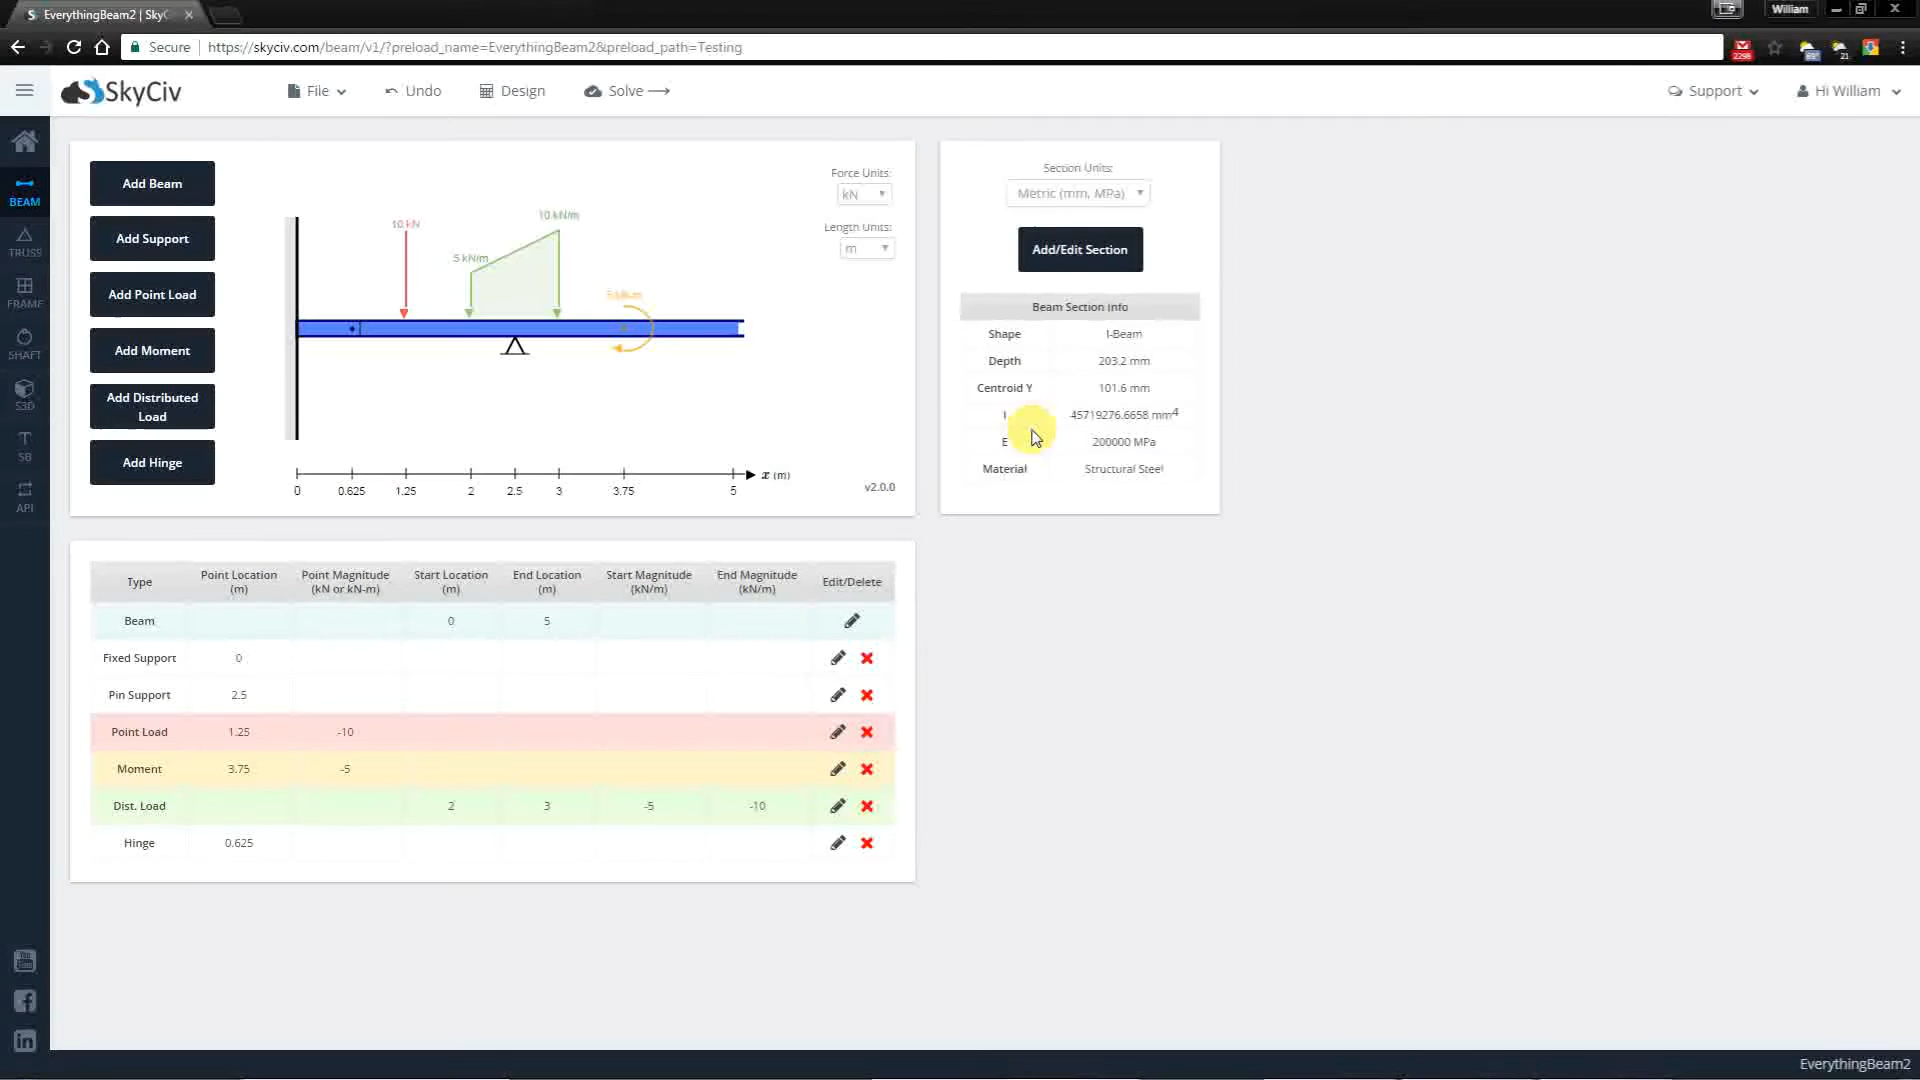 EverythingBeam2 | SkyC
William
Secure
https://skyciv.com/beam/v1/?preload_name=EverythingBeam2&preload_path=Testing
2298
21
SkyCiv
File
Undo
Design
Solve
Support
Hi William
BEAM
TRUSS
FRAME
SHAFT
S3D
SB
API
Add Beam
Add Support
Add Point Load
Add Moment
Add Distributed
Load
Add Hinge
Force Units:
kN
Length Units:
m
10 kN
5 kN/m
10 kN/m
0
0.625
1.25
2
2.5
3
3.75
5
x (m)
v2.0.0
Section Units:
Metric (mm, MPa)
Add/Edit Section
Beam Section Info
Shape I-Beam
Depth 203.2 mm
Centroid Y 101.6 mm
I 45719276.6658 mm4
E 200000 MPa
Material Structural Steel
Type Point Location (m) Point Magnitude (kN or kN-m) Start Location (m) End Location (m) Start Magnitude (kN/m) End Magnitude (kN/m) Edit/Delete
Beam 0 5
Fixed Support 0
Pin Support 2.5
Point Load 1.25 -10
Moment 3.75 -5
Dist. Load 2 3 -5 -10
Hinge 0.625
You
EverythingBeam2